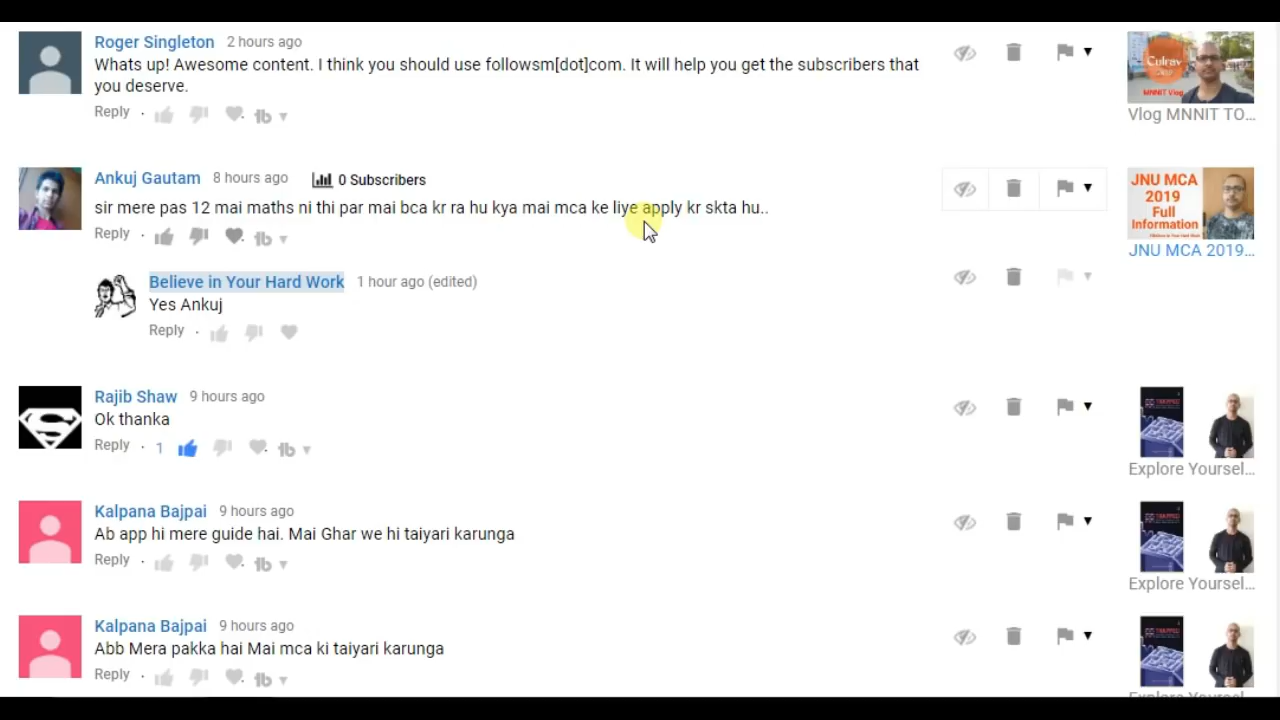 Roger Singleton 2 hours ago
Whats up! Awesome content. I think you should use followsm[dot]com. It will help you get the subscribers that
you deserve.
Reply ·
Culrav
MNNIT Vlog
Vlog MNNIT TO...
Ankuj Gautam 8 hours ago 0 Subscribers
sir mere pas 12 mai maths ni thi par mai bca kr ra hu kya mai mca ke liye apply kr skta hu..
Reply ·
JNU MCA
2019
Full
Information
JNU MCA 2019...
Believe in Your Hard Work 1 hour ago (edited)
Yes Ankuj
Reply ·
Rajib Shaw 9 hours ago
Ok thanka
Reply · 1
Explore Yoursel...
Kalpana Bajpai 9 hours ago
Ab app hi mere guide hai. Mai Ghar we hi taiyari karunga
Reply ·
Explore Yoursel...
Kalpana Bajpai 9 hours ago
Abb Mera pakka hai Mai mca ki taiyari karunga
Reply ·
Explore Yoursel...